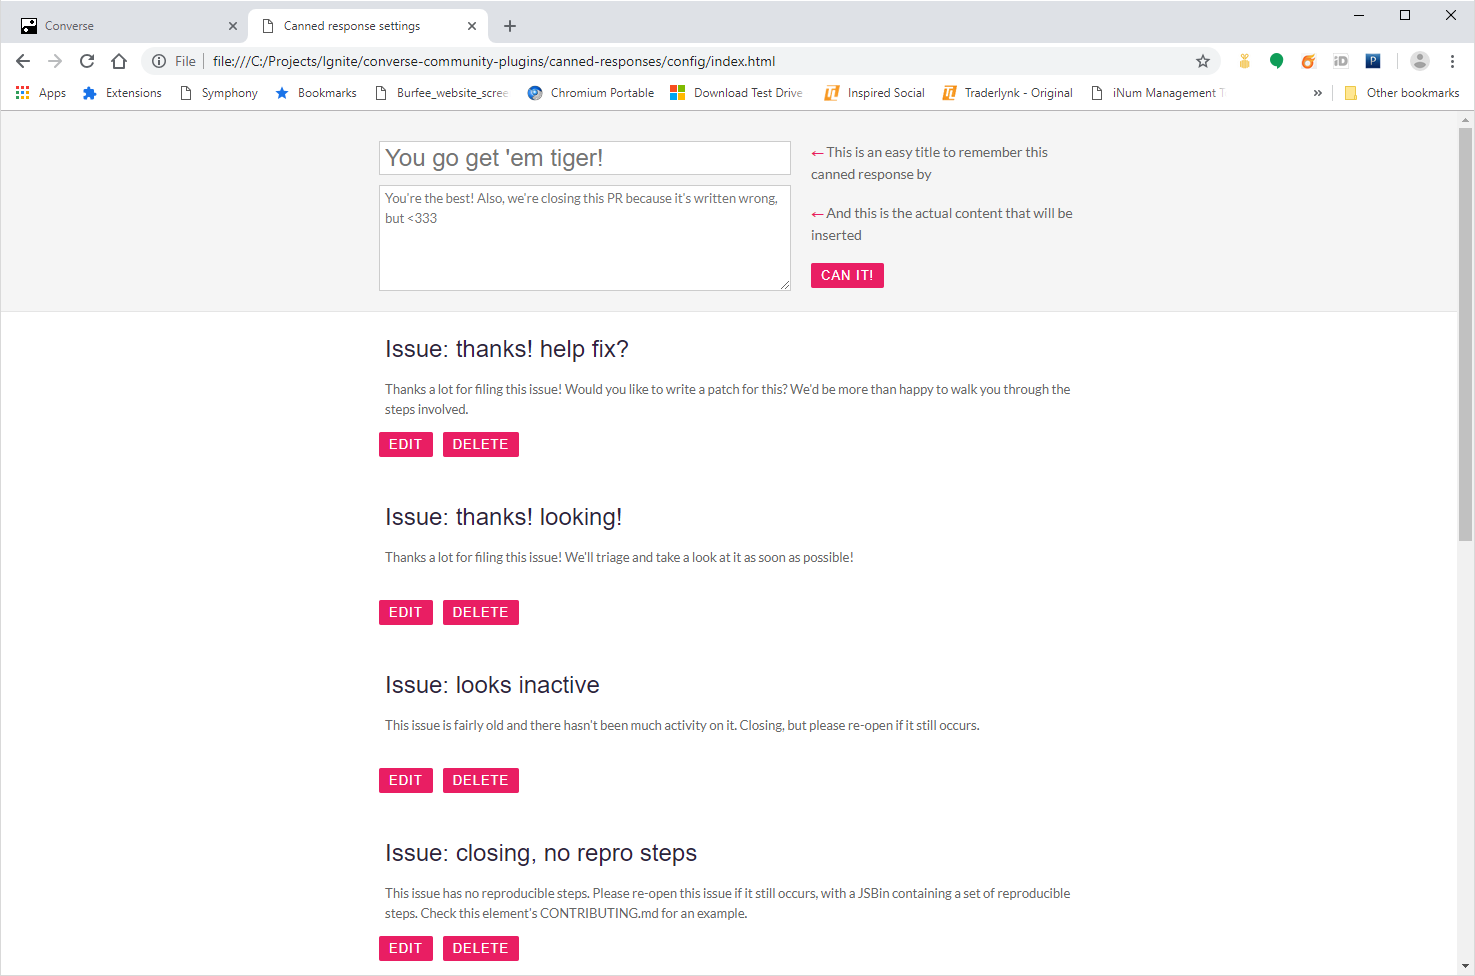 Converse
Canned response settings
File
file:///C:/Projects/Ignite/converse-community-plugins/canned-responses/config/index.html
iD
P
Apps
Extensions
Symphony
Bookmarks
Burfee_website_scree
Chromium Portable
Download Test Drive
Inspired Social
Traderlynk - Original
iNum Management T
»
Other bookmarks
You go get 'em tiger!
←This is an easy title to remember this
canned response by
You're the best! Also, we're closing this PR because it's written wrong,
but <333
←And this is the actual content that will be
inserted
CAN IT!
Issue: thanks! help fix?
Thanks a lot for filing this issue! Would you like to write a patch for this? We'd be more than happy to walk you through the
steps involved.
EDIT DELETE
Issue: thanks! looking!
Thanks a lot for filing this issue! We'll triage and take a look at it as soon as possible!
EDIT DELETE
Issue: looks inactive
This issue is fairly old and there hasn't been much activity on it. Closing, but please re-open if it still occurs.
EDIT DELETE
Issue: closing, no repro steps
This issue has no reproducible steps. Please re-open this issue if it still occurs, with a JSBin containing a set of reproducible
steps. Check this element's CONTRIBUTING.md for an example.
EDIT DELETE